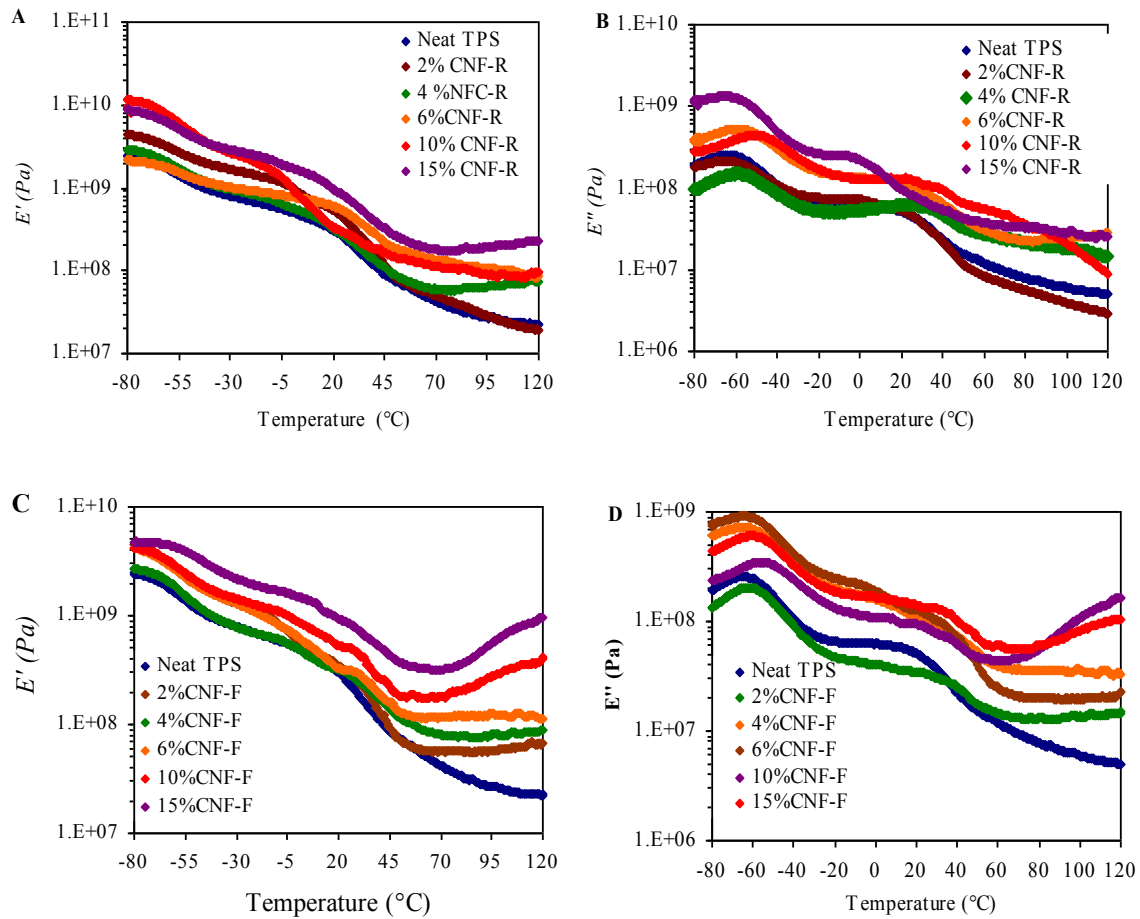 A
1.E+11
1.E+10
1.E+09
1.E+08
1.E+07
E' (Pa)
Neat TPS
2% CNF-R
4 %NFC-R
6%CNF-R
10% CNF-R
15% CNF-R
-80 -55 -30 -5 20 45 70 95 120
Temperature (°C)
B
1.E+10
1.E+09
1.E+08
1.E+07
1.E+06
E'' (Pa)
Neat TPS
2%CNF-R
4% CNF-R
6%CNF-R
10% CNF-R
15% CNF-R
-80 -60 -40 -20 0 20 40 60 80 100 120
Temperature (°C)
C
1.E+10
1.E+09
1.E+08
1.E+07
E' (Pa)
Neat TPS
2%CNF-F
4%CNF-F
6%CNF-F
10%CNF-F
15%CNF-F
-80 -55 -30 -5 20 45 70 95 120
Temperature (°C)
D
1.E+09
1.E+08
1.E+07
1.E+06
E'' (Pa)
Neat TPS
2%CNF-F
4%CNF-F
6%CNF-F
10%CNF-F
15%CNF-F
-80 -60 -40 -20 0 20 40 60 80 100 120
Temperature (°C)